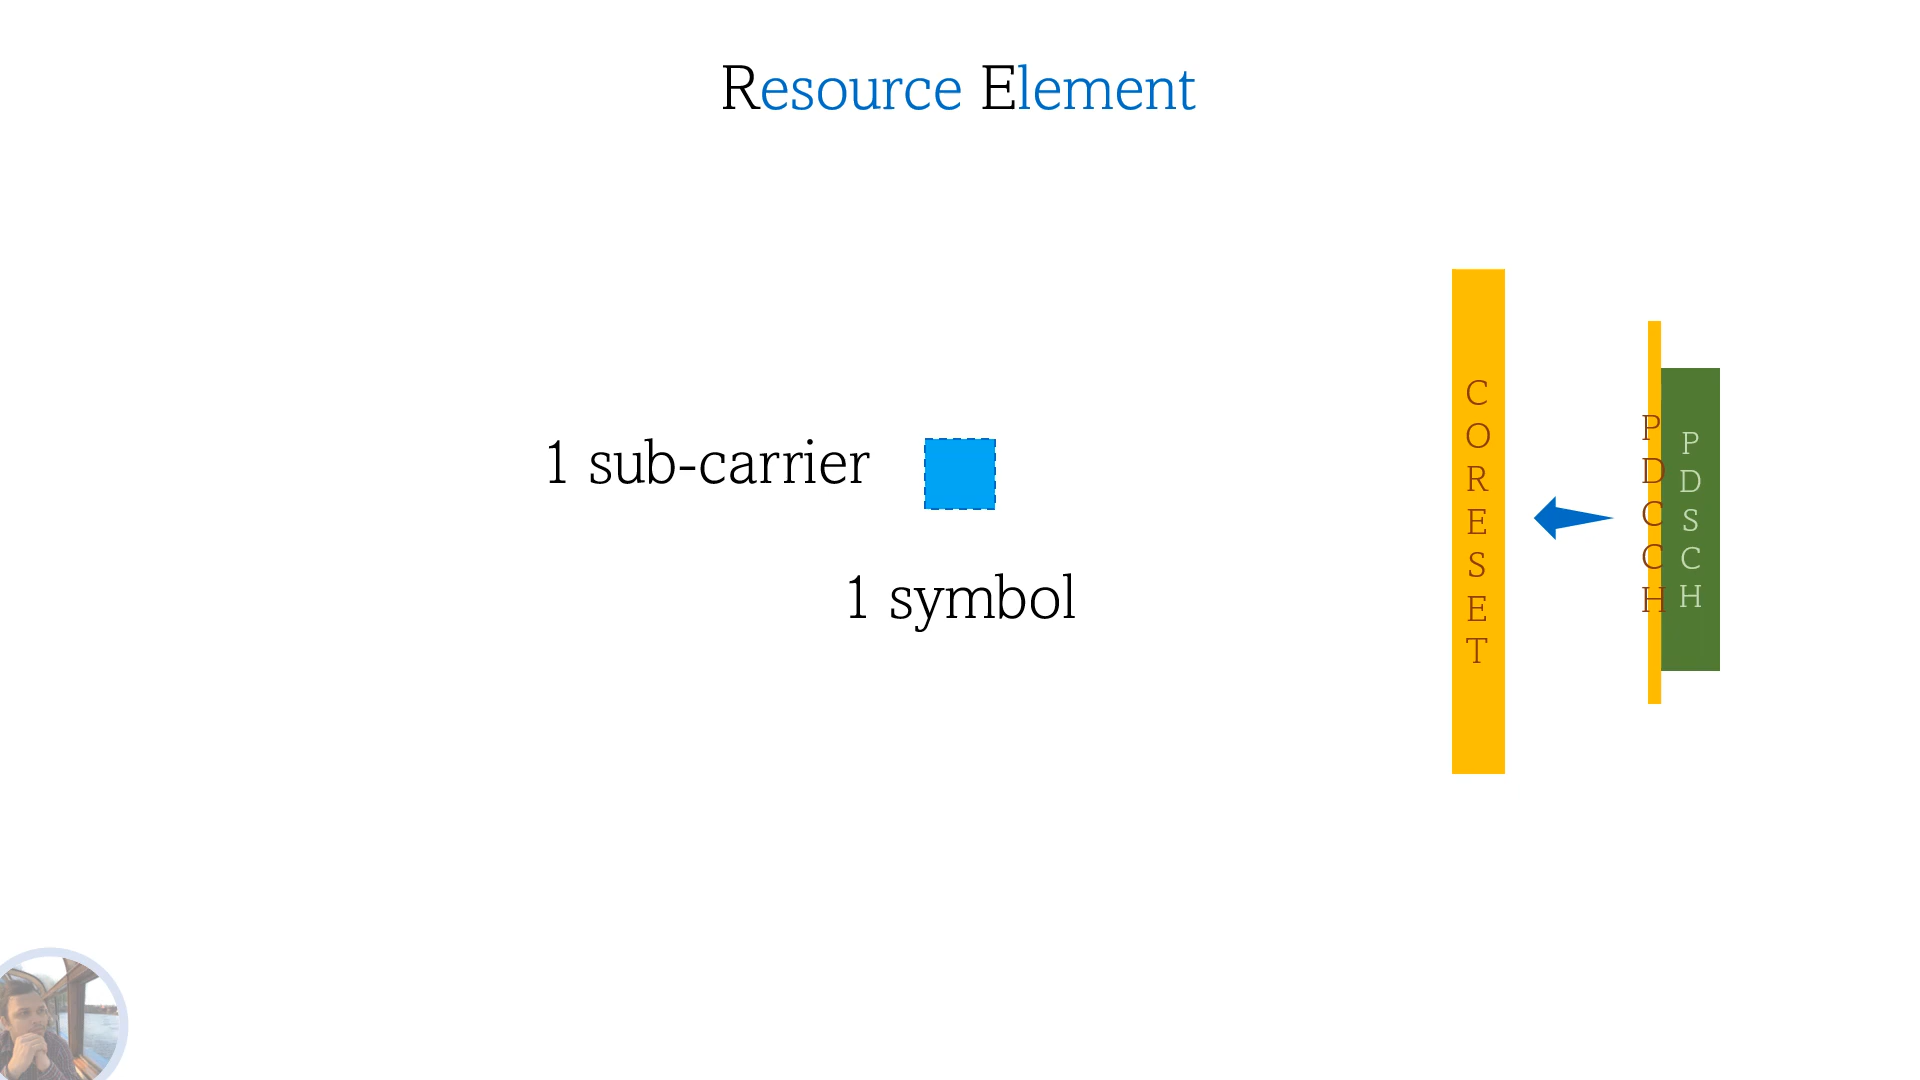 Resource Element
1 sub-carrier
1 symbol
CORESET
PDCCH
PDSCH